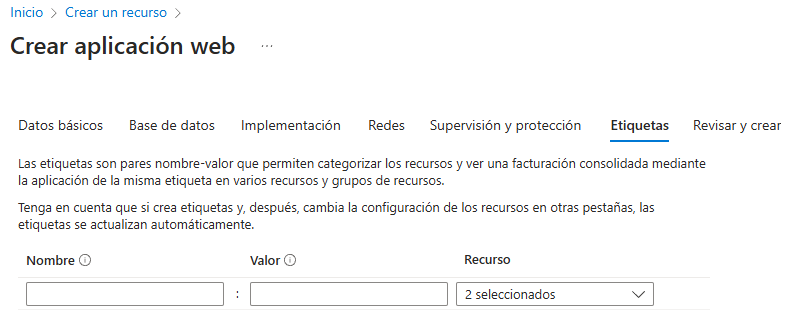 Inicio > Crear un recurso >
Crear aplicación web ...
Datos básicos Base de datos Implementación Redes Supervisión y protección Etiquetas Revisar y crear
Las etiquetas son pares nombre-valor que permiten categorizar los recursos y ver una facturación consolidada mediante
la aplicación de la misma etiqueta en varios recursos y grupos de recursos.
Tenga en cuenta que si crea etiquetas y, después, cambia la configuración de los recursos en otras pestañas, las
etiquetas se actualizan automáticamente.
Nombre Valor Recurso
: 2 seleccionados